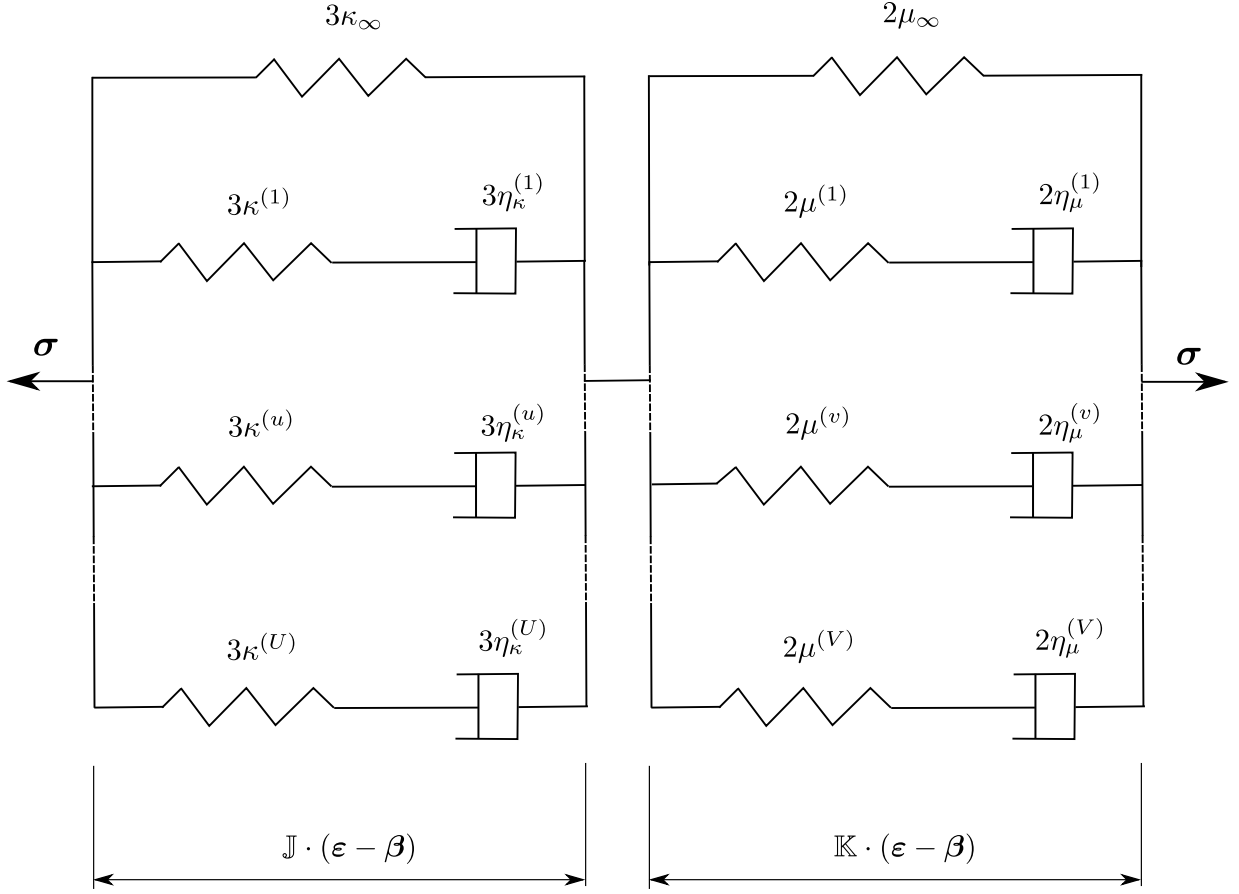 3κ∞ 2μ∞
3κ⁽¹⁾ 3ηκ⁽¹⁾ 2μ⁽¹⁾ 2ημ⁽¹⁾
σ σ
3κ⁽ᵘ⁾ 3ηκ⁽ᵘ⁾ 2μ⁽ᵛ⁾ 2ημ⁽ᵛ⁾
3κ^(U) 3ηκ^(U) 2μ^(V) 2ημ^(V)
𝕁 · (ε − β) 𝕂 · (ε − β)